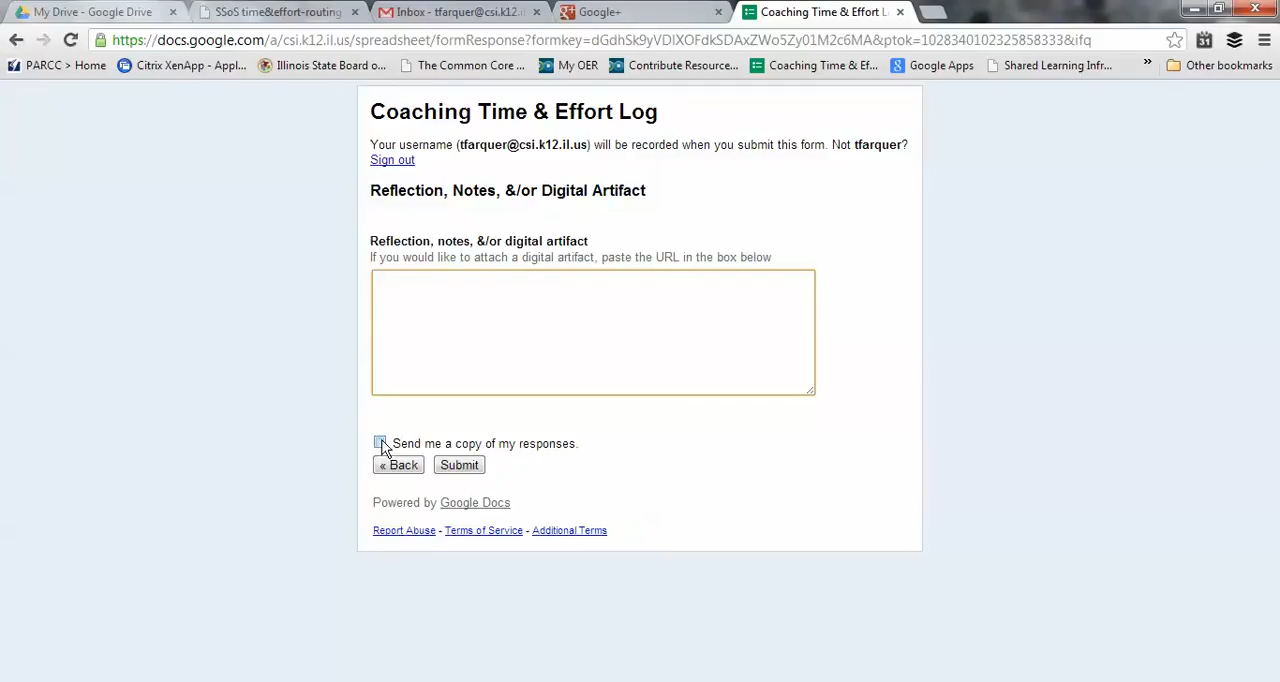 My Drive - Google Drive
SSoS time&effort-routing
Inbox - tfarquer@csi.k12.i
Google+
Coaching Time & Effort L
https://docs.google.com/a/csi.k12.il.us/spreadsheet/formResponse?formkey=dGdhSk9yVDlXOFdkSDAxZWo5Zy01M2c6MA&ptok=1028340102325858333&ifq
31
PARCC > Home
Citrix XenApp - Appl...
Illinois State Board o...
The Common Core ...
My OER
Contribute Resource...
Coaching Time & Ef...
Google Apps
Shared Learning Infr...
»
Other bookmarks
Coaching Time & Effort Log
Your username (tfarquer@csi.k12.il.us) will be recorded when you submit this form. Not tfarquer?
Sign out
Reflection, Notes, &/or Digital Artifact
Reflection, notes, &/or digital artifact
If you would like to attach a digital artifact, paste the URL in the box below
Send me a copy of my responses.
« Back
Submit
Powered by Google Docs
Report Abuse - Terms of Service - Additional Terms